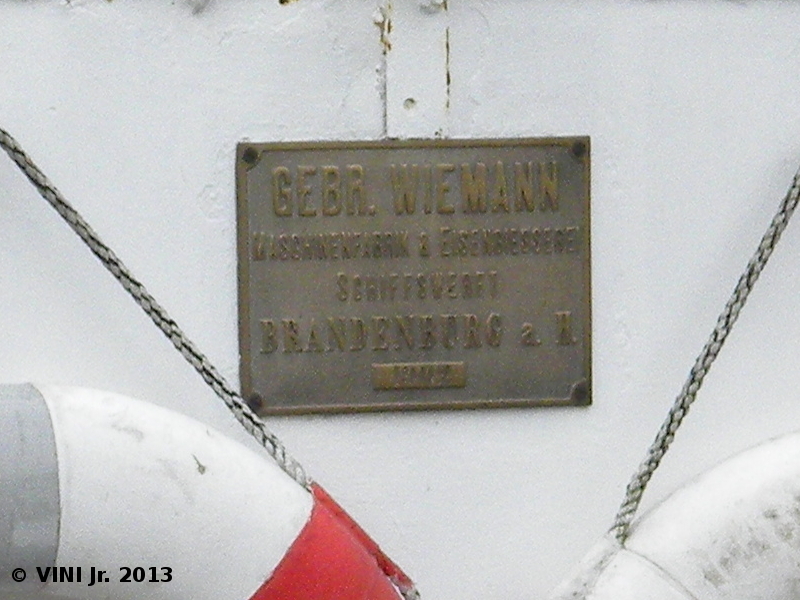 GEBR. WIEMANN
MASCHINENFABRIK & EISENGIESSEREI
SCHIFFSWERFT
BRANDENBURG a. H.
© VINI Jr. 2013